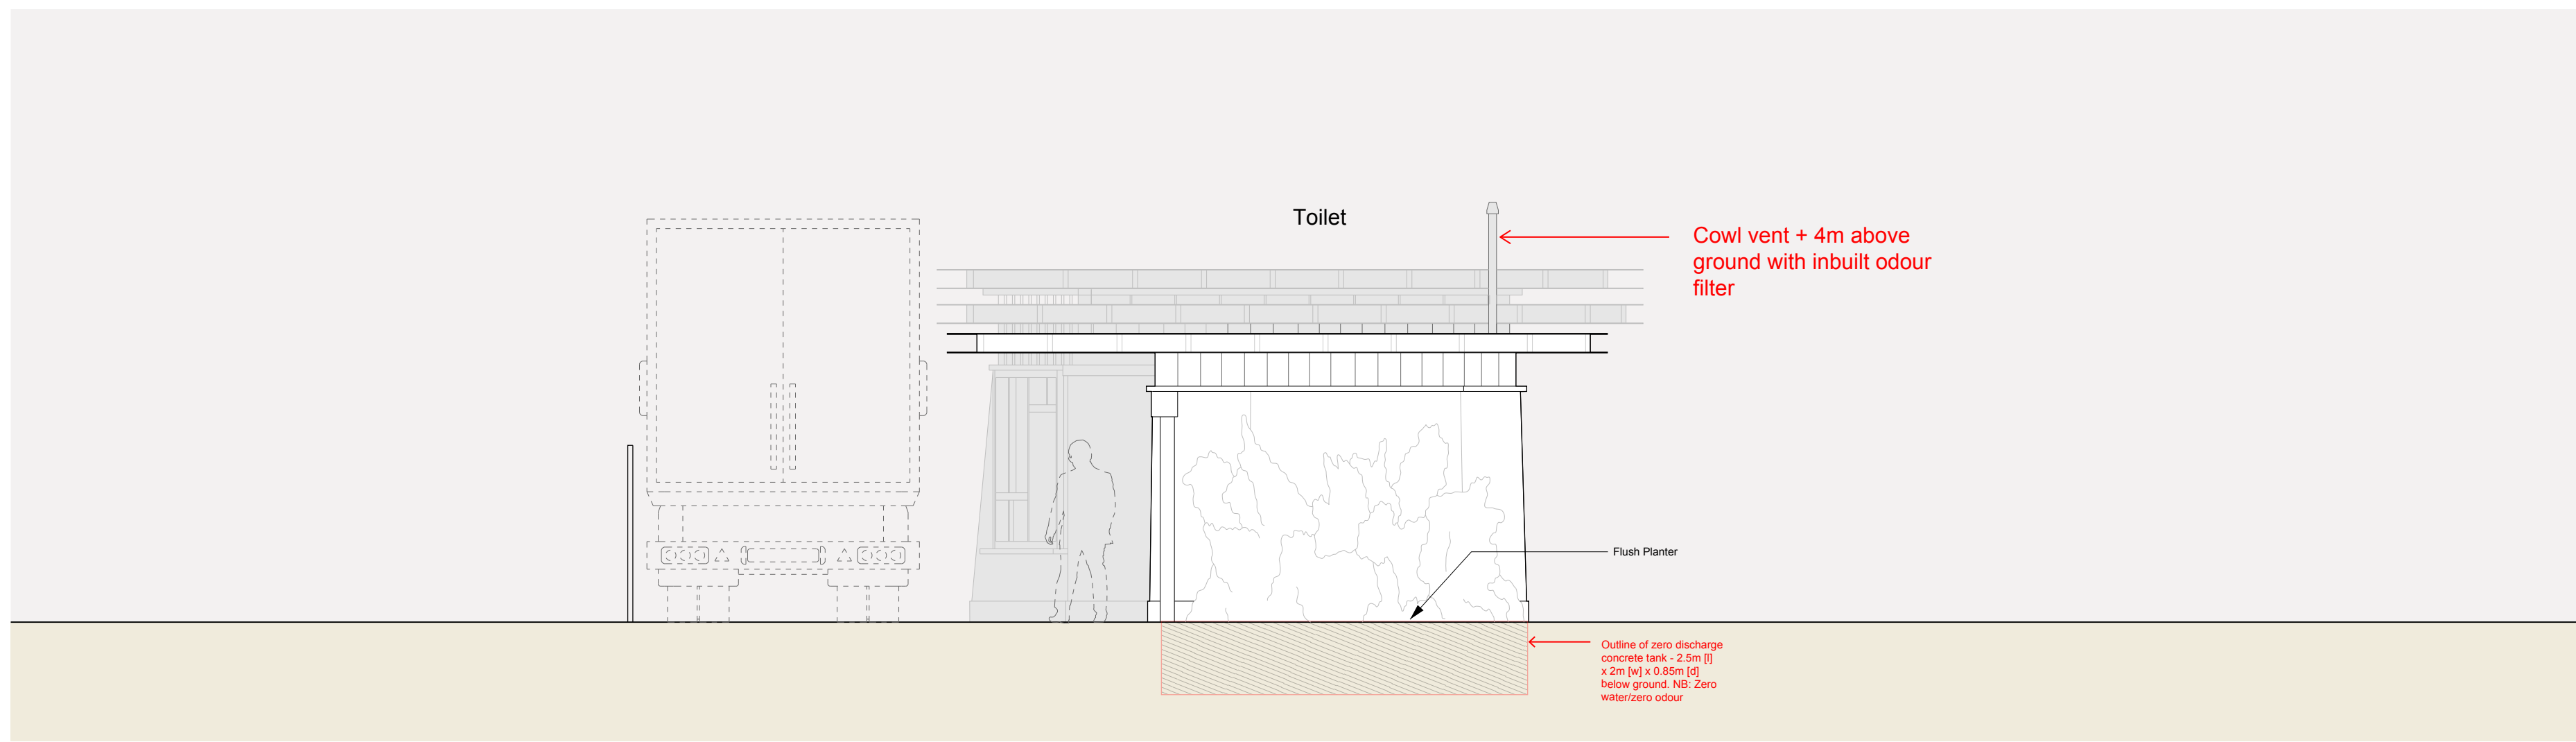 Toilet
Cowl vent + 4m above
ground with inbuilt odour
filter
Flush Planter
Outline of zero discharge
concrete tank - 2.5m [l]
x 2m [w] x 0.85m [d]
below ground. NB: Zero
water/zero odour